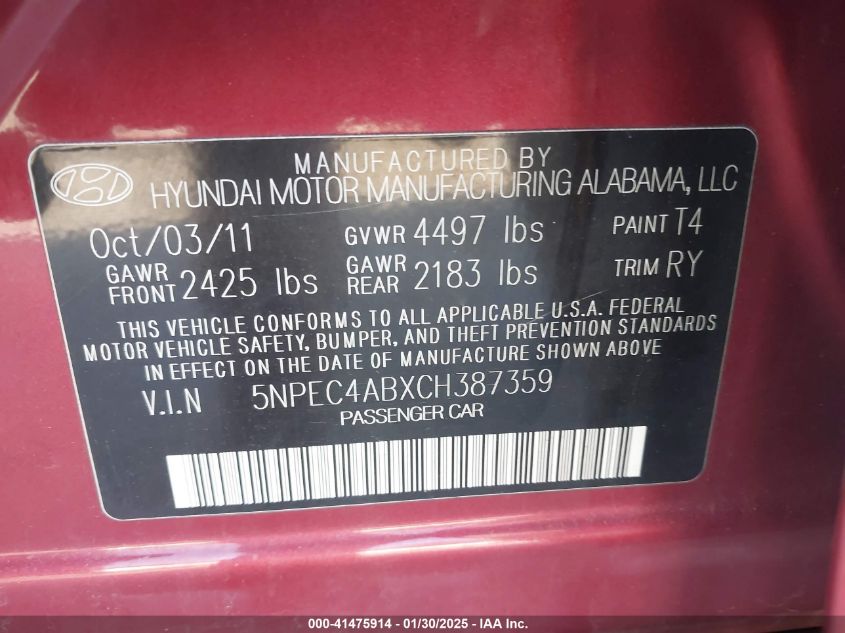 MANUFACTURED BY
HYUNDAI MOTOR MANUFACTURING ALABAMA, LLC
Oct/03/11 GVWR 4497 lbs PAINT T4
GAWR FRONT 2425 lbs GAWR REAR 2183 lbs TRIM RY
THIS VEHICLE CONFORMS TO ALL APPLICABLE U.S.A. FEDERAL
MOTOR VEHICLE SAFETY, BUMPER, AND THEFT PREVENTION STANDARDS
IN EFFECT ON THE DATE OF MANUFACTURE SHOWN ABOVE
V.I.N 5NPEC4ABXCH387359
PASSENGER CAR
000-41475914 - 01/30/2025 - IAA Inc.